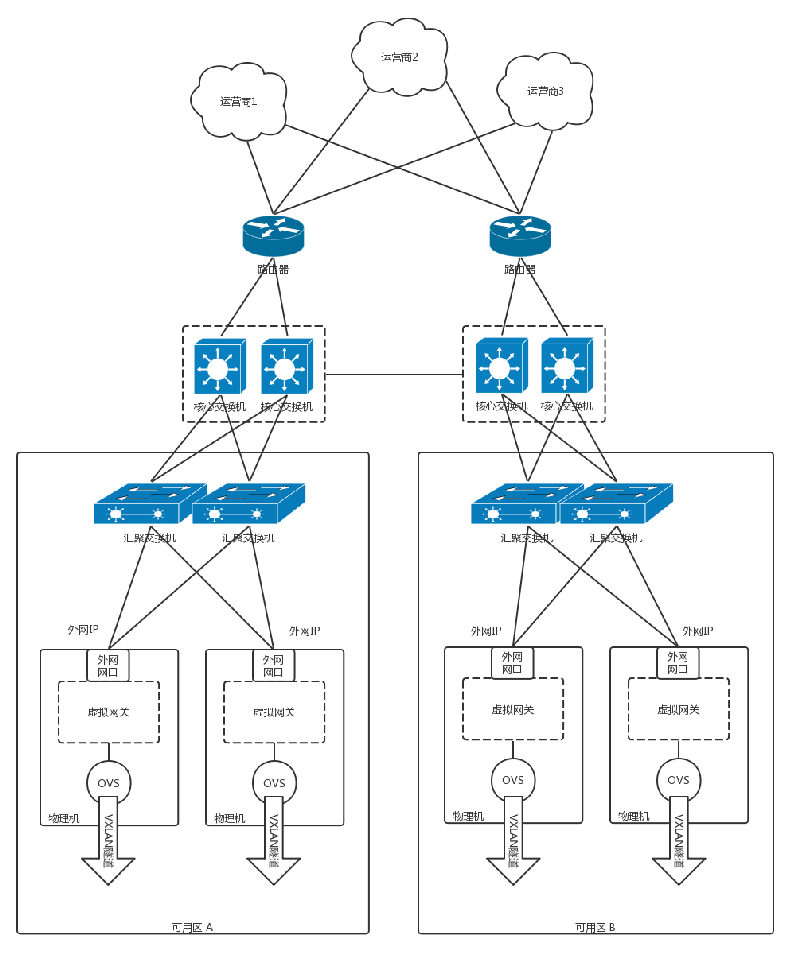 运营商2
运营商1
运营商3
路由器
路由器
核心交换机
核心交换机
核心交换机
核心交换机
汇聚交换机
汇聚交换机
汇聚交换机
汇聚交换机
外网IP
外网IP
外网IP
外网IP
外网
网口
外网
网口
外网
网口
外网
网口
虚拟网关
虚拟网关
虚拟网关
虚拟网关
OVS
OVS
OVS
OVS
物理机
物理机
物理机
物理机
VXLAN隧道
VXLAN隧道
VXLAN隧道
VXLAN隧道
可用区 A
可用区 B